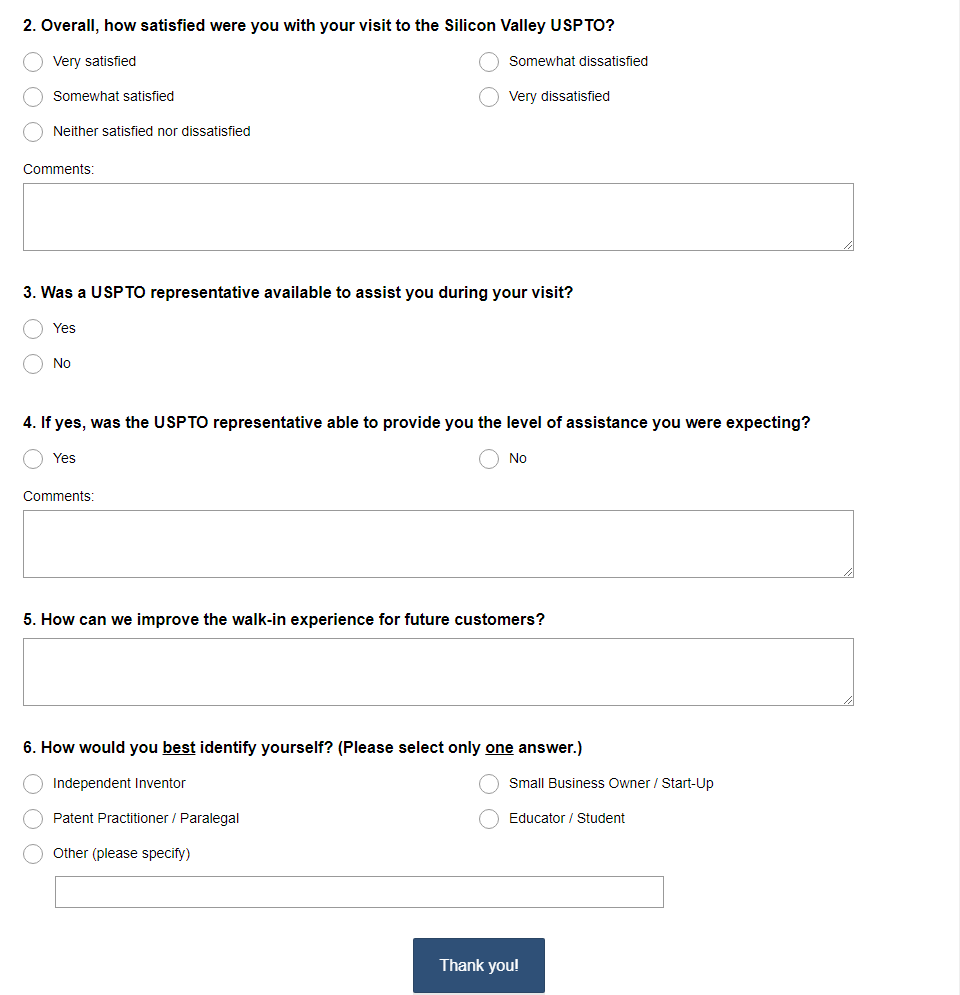 2. Overall, how satisfied were you with your visit to the Silicon Valley USPTO?
Very satisfied
Somewhat dissatisfied
Somewhat satisfied
Very dissatisfied
Neither satisfied nor dissatisfied
Comments:
3. Was a USPTO representative available to assist you during your visit?
Yes
No
4. If yes, was the USPTO representative able to provide you the level of assistance you were expecting?
Yes
No
Comments:
5. How can we improve the walk-in experience for future customers?
6. How would you best identify yourself? (Please select only one answer.)
Independent Inventor
Small Business Owner / Start-Up
Patent Practitioner / Paralegal
Educator / Student
Other (please specify)
Thank you!